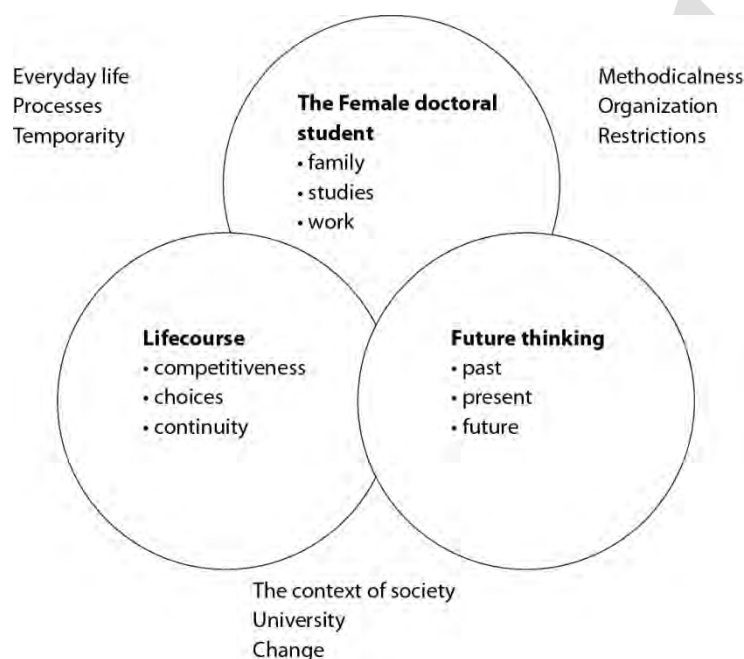 Everyday life
Processes
Temporarity
Methodicalness
Organization
Restrictions
The Female doctoral
student
• family
• studies
• work
Lifecourse
• competitiveness
• choices
• continuity
Future thinking
• past
• present
• future
The context of society
University
Change